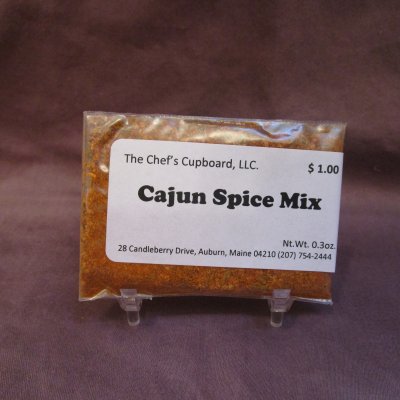 The Chef's Cupboard, LLC.
$ 1.00
Cajun Spice Mix
Nt.Wt. 0.3oz.
28 Candleberry Drive, Auburn, Maine 04210 (207) 754-2444